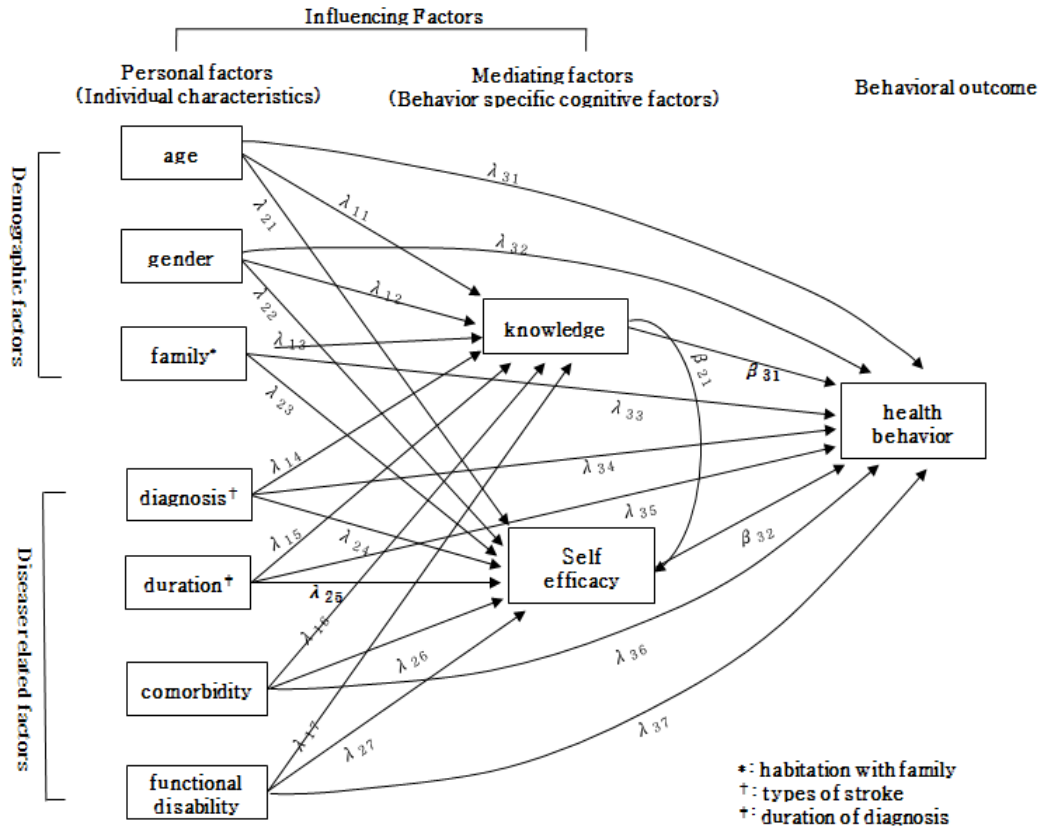 Influencing Factors
Personal factors
(Individual characteristics)
Mediating factors
(Behavior specific cognitive factors)
Behavioral outcome
Demographic factors
Disease related factors
age
gender
family*
diagnosis†
duration‡
comorbidity
functional
disability
knowledge
Self
efficacy
health
behavior
λ31
λ11
λ21
λ32
λ12
λ22
λ13
λ23
λ33
β21
β31
λ14
λ34
λ15
λ24
λ35
β32
λ25
λ16
λ26
λ36
λ17
λ27
λ37
*: habitation with family
†: types of stroke
‡: duration of diagnosis